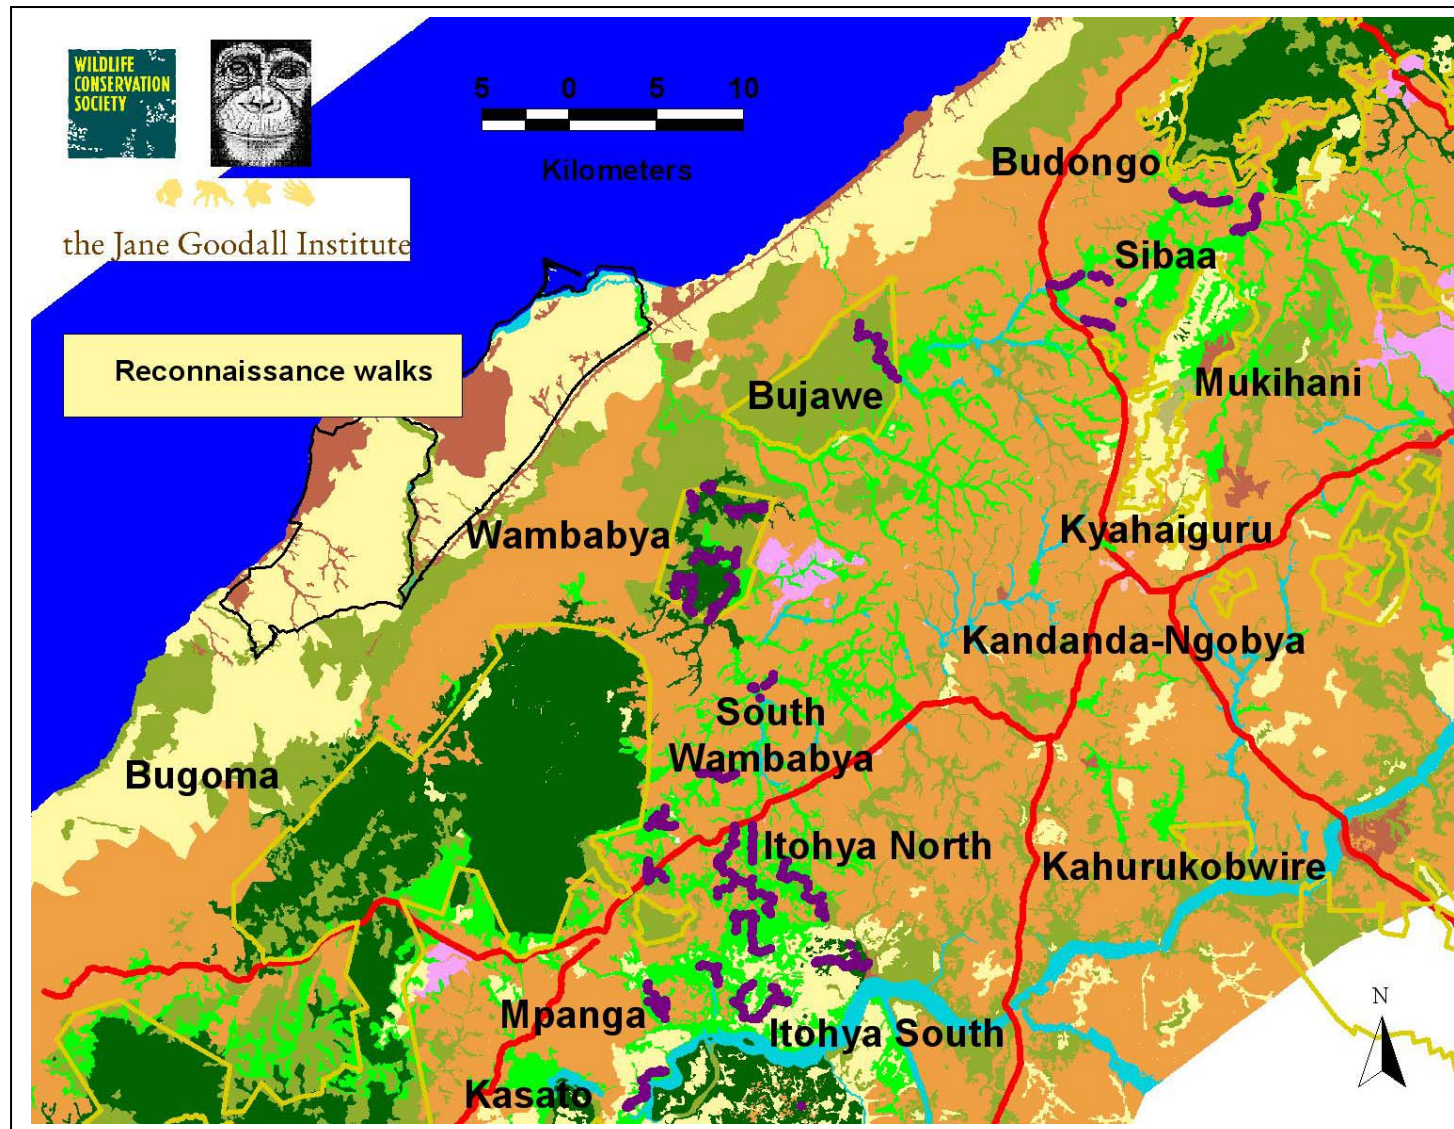 WILDLIFE
CONSERVATION
SOCIETY
the Jane Goodall Institute
5 0 5 10
Kilometers
Reconnaissance walks
Budongo
Sibaa
Bujawe
Mukihani
Wambabya
Kyahaiguru
Kandanda-Ngobya
South
Wambabya
Bugoma
Itohya North
Kahurukobwire
Mpanga
Itohya South
Kasato
N